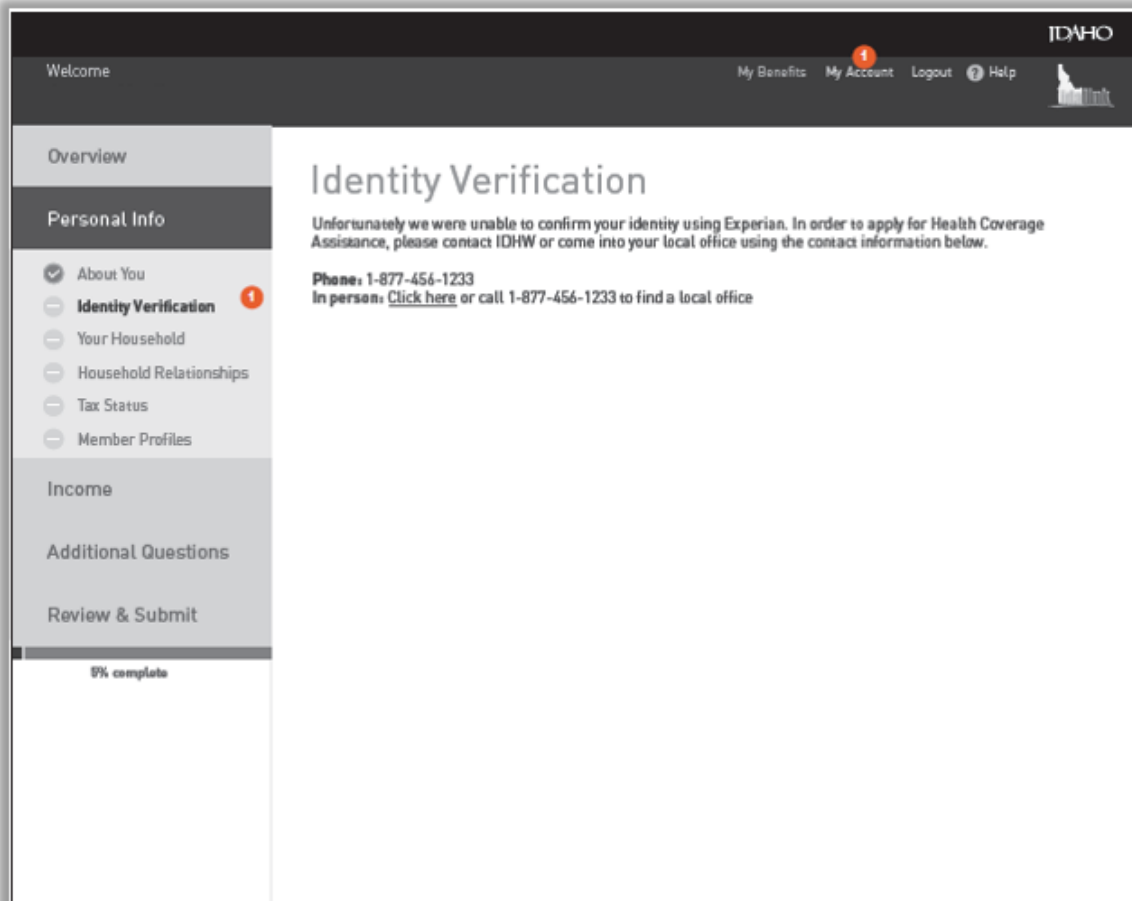 IDAHO
1
Welcome
My Benefits My Account Logout ? Help
Overview
Personal Info
About You
Identity Verification 1
Your Household
Household Relationships
Tax Status
Member Profiles
Income
Additional Questions
Review & Submit
5% complete
Identity Verification
Unfortunately we were unable to confirm your identity using Experian. In order to apply for Health Coverage
Assistance, please contact IDHW or come into your local office using the contact information below.
Phone: 1-877-456-1233
In person: Click here or call 1-877-456-1233 to find a local office